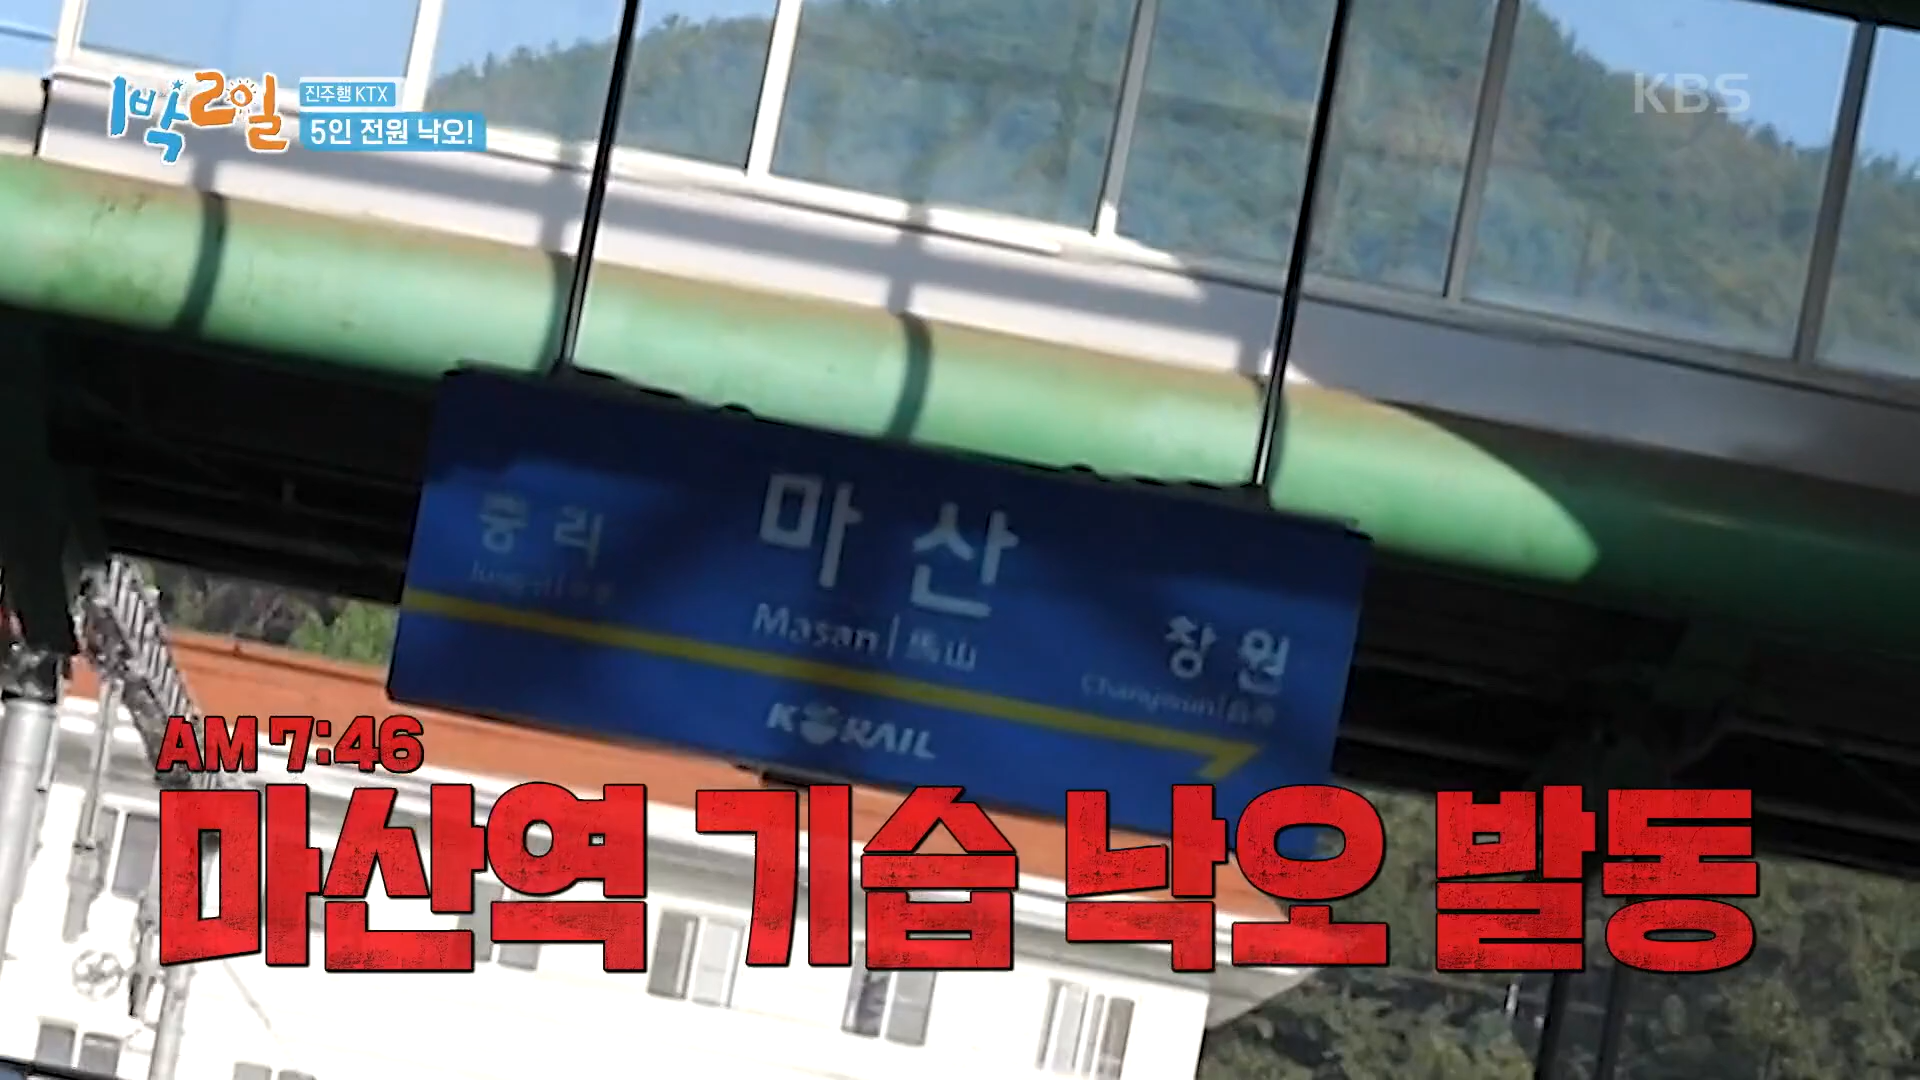 1박2일
진주행 KTX
5인 전원 낙오!
KBS
중리
마산
Masan | 馬山
창원
Changwon
KORAIL
AM 7:46
마산역 기습 낙오 발동